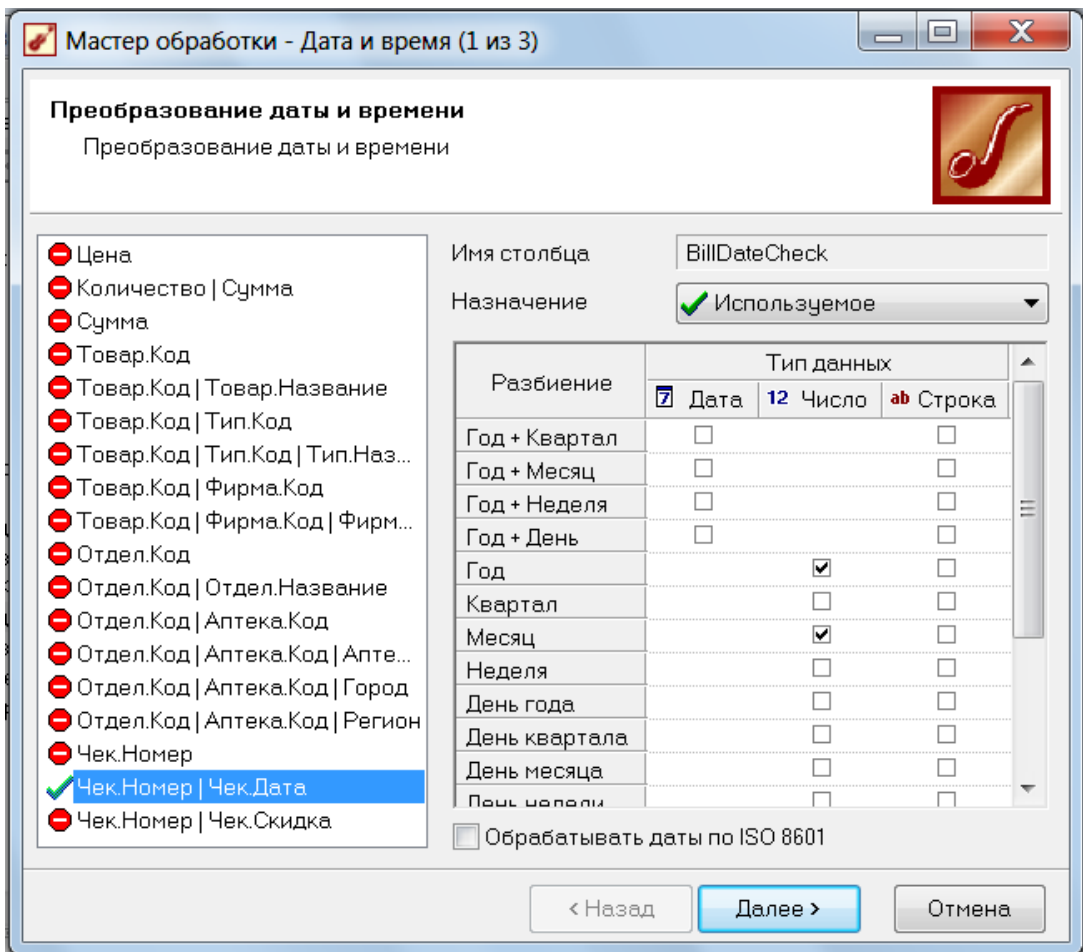 Мастер обработки - Дата и время (1 из 3)
Преобразование даты и времени
Преобразование даты и времени
Цена
Количество | Сумма
Сумма
Товар.Код
Товар.Код | Товар.Название
Товар.Код | Тип.Код
Товар.Код | Тип.Код | Тип.Наз...
Товар.Код | Фирма.Код
Товар.Код | Фирма.Код | Фирм...
Отдел.Код
Отдел.Код | Отдел.Название
Отдел.Код | Аптека.Код
Отдел.Код | Аптека.Код | Апте...
Отдел.Код | Аптека.Код | Город
Отдел.Код | Аптека.Код | Регион
Чек.Номер
Чек.Номер | Чек.Дата
Чек.Номер | Чек.Скидка
Имя столбца BillDateCheck
Назначение Используемое
Разбиение Тип данных
7 Дата 12 Число ab Строка
Год + Квартал
Год + Месяц
Год + Неделя
Год + День
Год
Квартал
Месяц
Неделя
День года
День квартала
День месяца
День недели
Обрабатывать даты по ISO 8601
< Назад Далее > Отмена